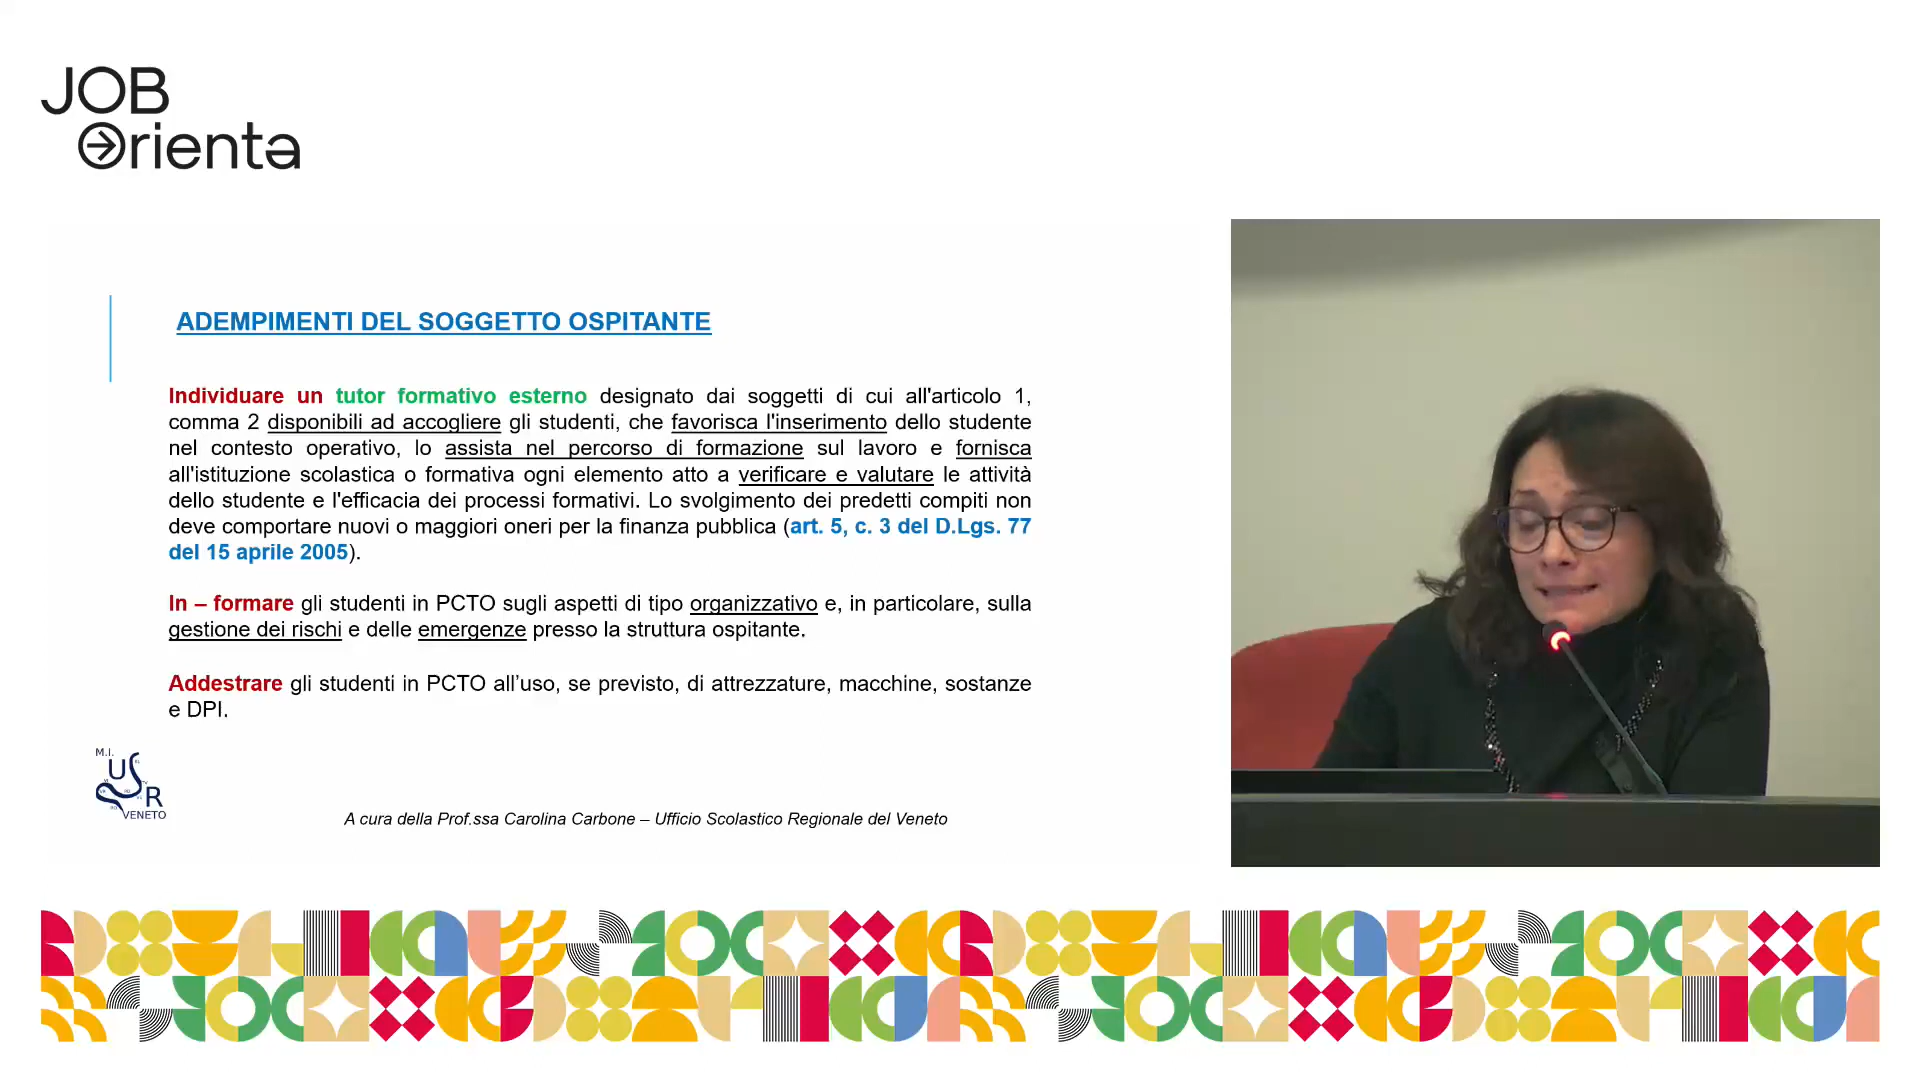 JOB
Orienta
ADEMPIMENTI DEL SOGGETTO OSPITANTE
Individuare un tutor formativo esterno designato dai soggetti di cui all'articolo 1,
comma 2 disponibili ad accogliere gli studenti, che favorisca l'inserimento dello studente
nel contesto operativo, lo assista nel percorso di formazione sul lavoro e fornisca
all'istituzione scolastica o formativa ogni elemento atto a verificare e valutare le attività
dello studente e l'efficacia dei processi formativi. Lo svolgimento dei predetti compiti non
deve comportare nuovi o maggiori oneri per la finanza pubblica (art. 5, c. 3 del D.Lgs. 77
del 15 aprile 2005).
In – formare gli studenti in PCTO sugli aspetti di tipo organizzativo e, in particolare, sulla
gestione dei rischi e delle emergenze presso la struttura ospitante.
Addestrare gli studenti in PCTO all’uso, se previsto, di attrezzature, macchine, sostanze
e DPI.
M.I.
USR
VENETO
A cura della Prof.ssa Carolina Carbone – Ufficio Scolastico Regionale del Veneto